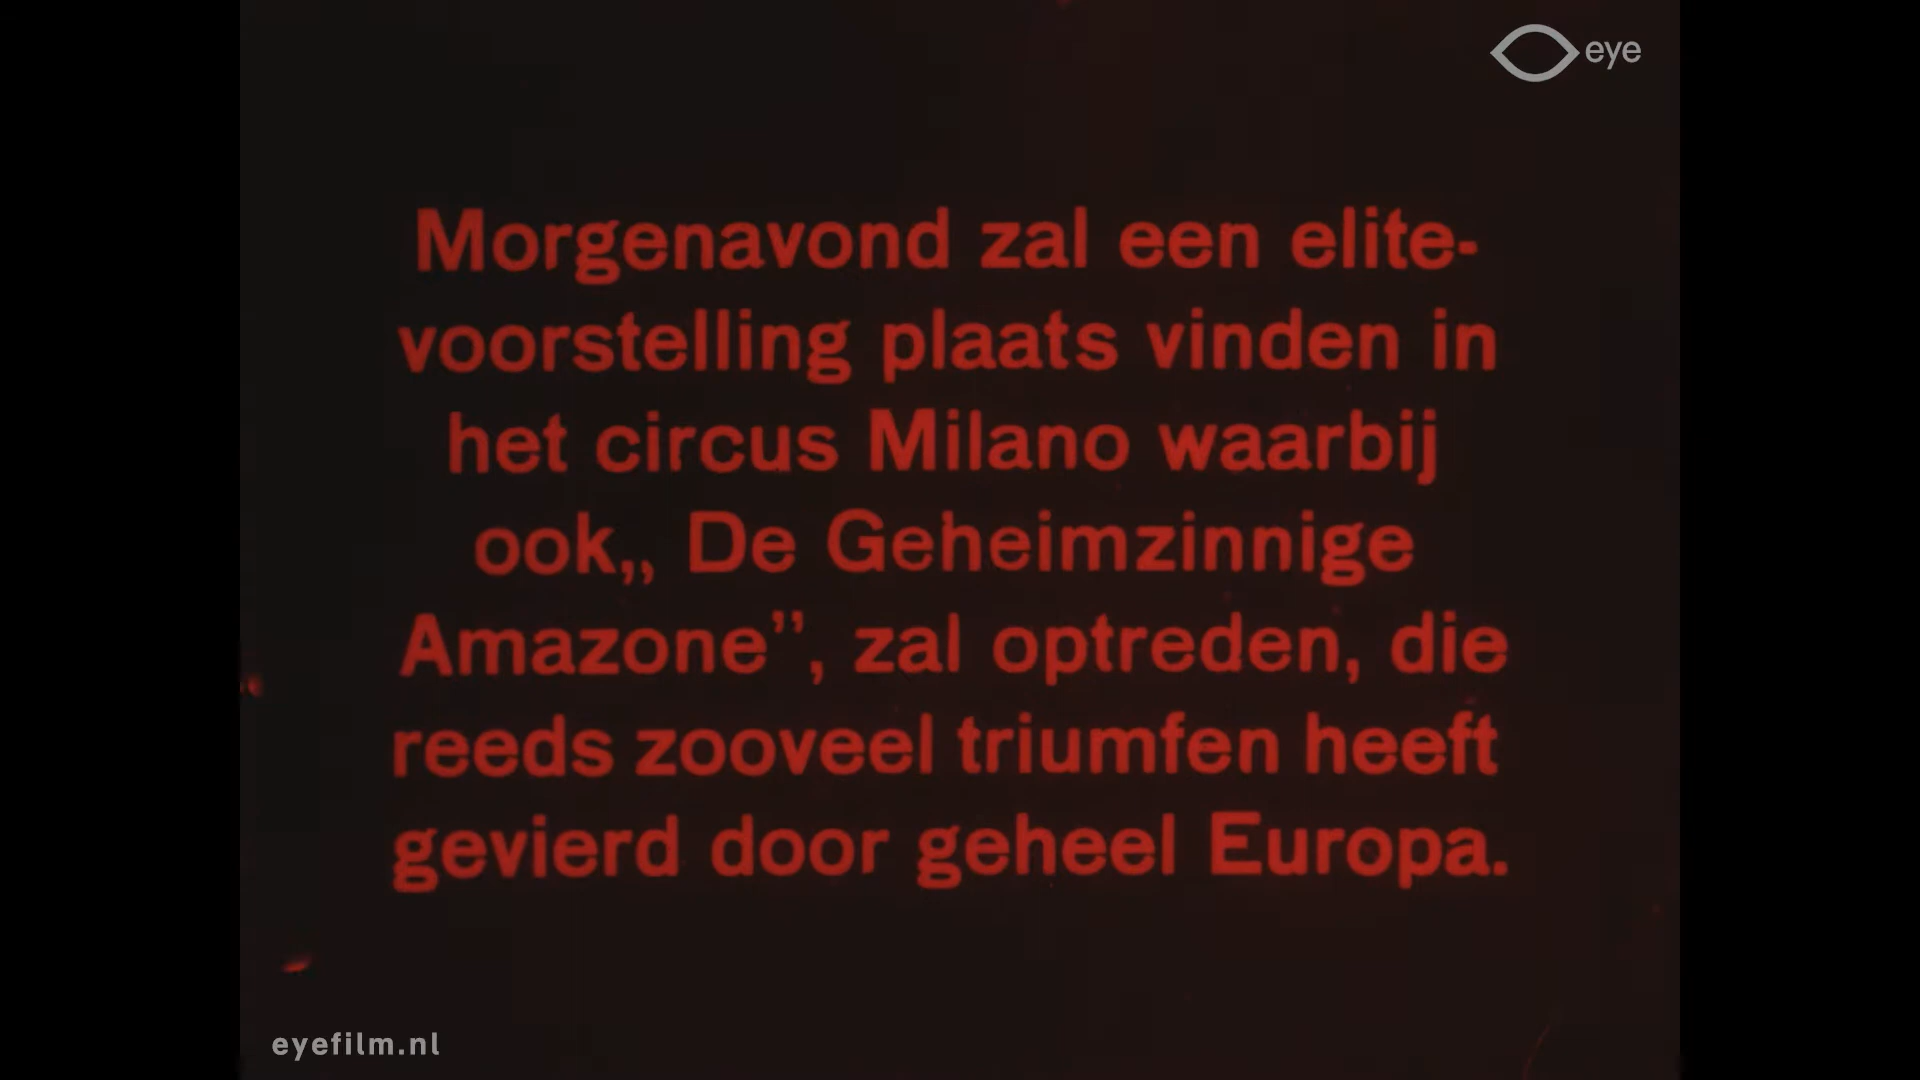 eye
Morgenavond zal een elite-
voorstelling plaats vinden in
het circus Milano waarbij
ook,, De Geheimzinnige
Amazone”, zal optreden, die
reeds zooveel triumfen heeft
gevierd door geheel Europa.
eyefilm.nl